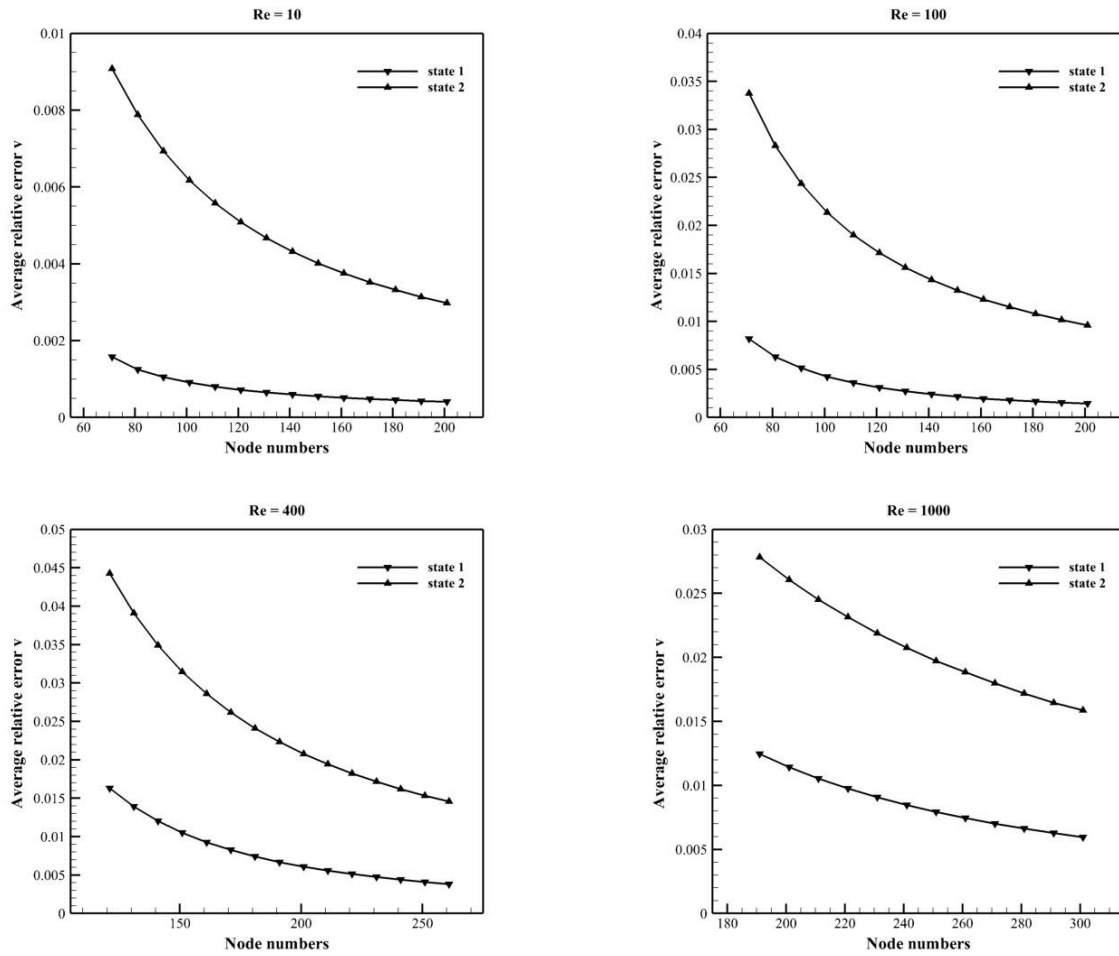 Re = 10
0.01
0.008
0.006
0.004
0.002
0
Average relative error v
state 1
state 2
60 80 100 120 140 160 180 200
Node numbers
Re = 100
0.04
0.035
0.03
0.025
0.02
0.015
0.01
0.005
0
Average relative error v
state 1
state 2
60 80 100 120 140 160 180 200
Node numbers
Re = 400
0.05
0.045
0.04
0.035
0.03
0.025
0.02
0.015
0.01
0.005
0
Average relative error v
state 1
state 2
150 200 250
Node numbers
Re = 1000
0.03
0.025
0.02
0.015
0.01
0.005
0
Average relative error v
state 1
state 2
180 200 220 240 260 280 300
Node numbers